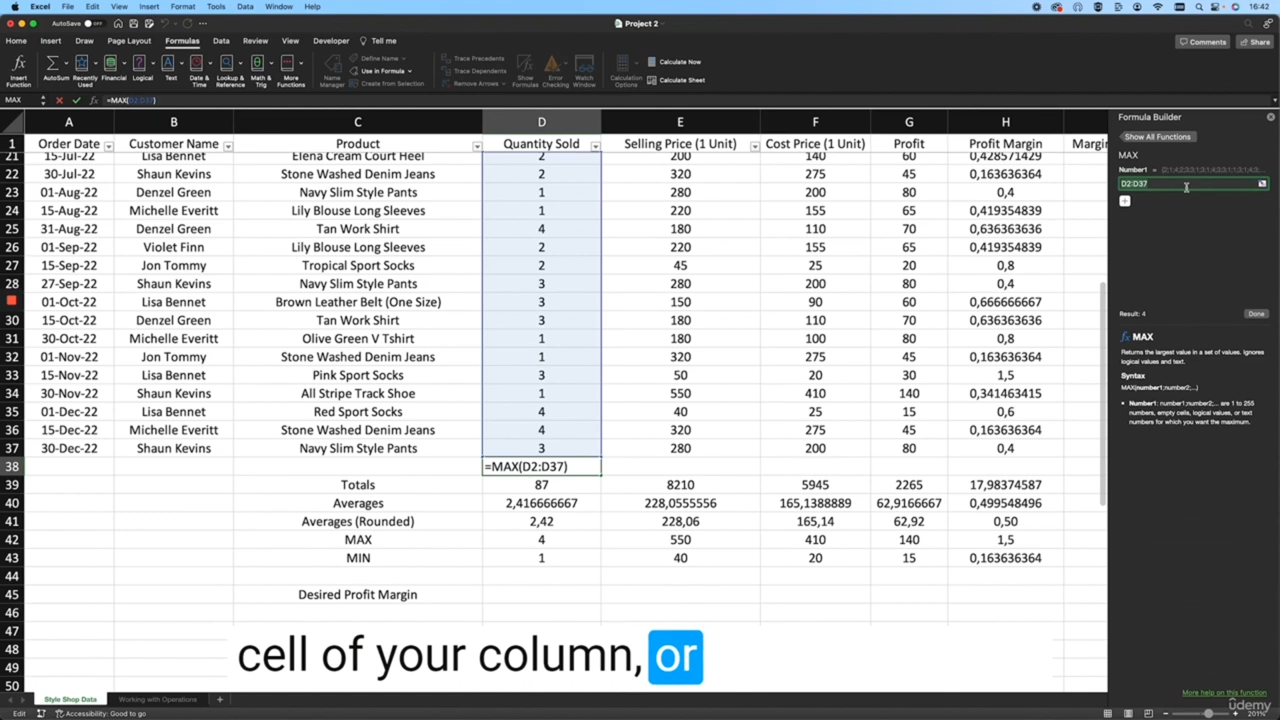 Excel File Edit View Insert Format Tools Data Window Help 16:42
AutoSave OFF Project 2
Home Insert Draw Page Layout Formulas Data Review View Developer Tell me Comments Share
Insert Function AutoSum Recently Used Financial Logical Text Date & Time Lookup & Reference Math & Trig More Functions Name Manager Define Name Use in Formula Create from Selection Trace Precedents Trace Dependents Remove Arrows Show Formulas Error Checking Watch Window Calculation Options Calculate Now Calculate Sheet
MAX fx =MAX(D2:D37)
A B C D E F G H
1 Order Date Customer Name Product Quantity Sold Selling Price (1 Unit) Cost Price (1 Unit) Profit Profit Margin Margin
21 15-Jul-22 Lisa Bennet Elena Cream Court Heel 2 200 140 60 0,428571429
22 30-Jul-22 Shaun Kevins Stone Washed Denim Jeans 2 320 275 45 0,163636364
23 01-Aug-22 Denzel Green Navy Slim Style Pants 1 280 200 80 0,4
24 15-Aug-22 Michelle Everitt Lily Blouse Long Sleeves 1 220 155 65 0,419354839
25 31-Aug-22 Denzel Green Tan Work Shirt 4 180 110 70 0,636363636
26 01-Sep-22 Violet Finn Lily Blouse Long Sleeves 2 220 155 65 0,419354839
27 15-Sep-22 Jon Tommy Tropical Sport Socks 2 45 25 20 0,8
28 27-Sep-22 Shaun Kevins Navy Slim Style Pants 3 280 200 80 0,4
01-Oct-22 Lisa Bennet Brown Leather Belt (One Size) 3 150 90 60 0,666666667
30 15-Oct-22 Denzel Green Tan Work Shirt 3 180 110 70 0,636363636
31 30-Oct-22 Michelle Everitt Olive Green V Tshirt 1 180 100 80 0,8
32 01-Nov-22 Jon Tommy Stone Washed Denim Jeans 1 320 275 45 0,163636364
33 15-Nov-22 Lisa Bennet Pink Sport Socks 3 50 20 30 1,5
34 30-Nov-22 Shaun Kevins All Stripe Track Shoe 1 550 410 140 0,341463415
35 01-Dec-22 Lisa Bennet Red Sport Socks 4 40 25 15 0,6
36 15-Dec-22 Michelle Everitt Stone Washed Denim Jeans 4 320 275 45 0,163636364
37 30-Dec-22 Shaun Kevins Navy Slim Style Pants 3 280 200 80 0,4
38 =MAX(D2:D37)
39 Totals 87 8210 5945 2265 17,98374587
40 Averages 2,416666667 228,0555556 165,1388889 62,9166667 0,499548496
41 Averages (Rounded) 2,42 228,06 165,14 62,92 0,50
42 MAX 4 550 410 140 1,5
43 MIN 1 40 20 15 0,163636364
44
45 Desired Profit Margin
46
47
48
49
50
cell of your column, or
Formula Builder
Show All Functions
MAX
Number1 =
D2:D37
Result: 4 Done
fx MAX
Returns the largest value in a set of values. Ignores
logical values and text.
Syntax
MAX(number1;number2;...)
Number1: number1;number2;... are 1 to 255
numbers, empty cells, logical values, or text
numbers for which you want the maximum.
More help on this function
Style Shop Data Working with Operations +
Edit Accessibility: Good to go 201%
ûdemy